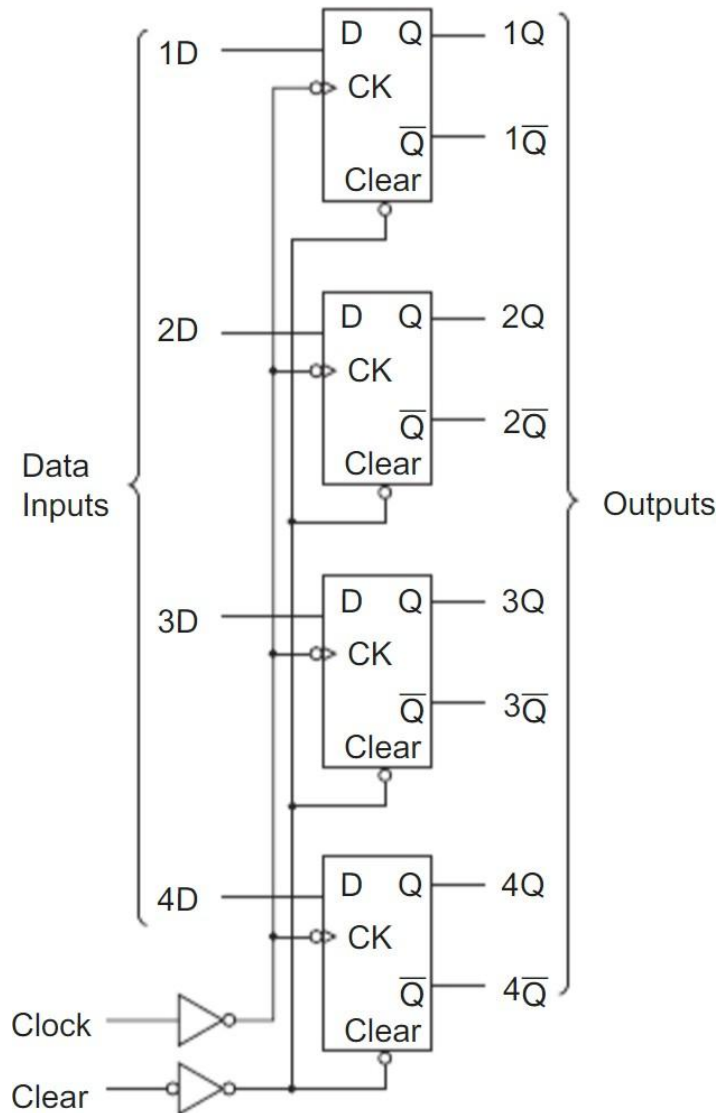 1D
D Q
1Q
CK
Q̅
1Q̅
Clear
2D
D Q
2Q
CK
Q̅
2Q̅
Clear
Data
Inputs
Outputs
3D
D Q
3Q
CK
Q̅
3Q̅
Clear
4D
D Q
4Q
CK
Q̅
4Q̅
Clear
Clock
Clear